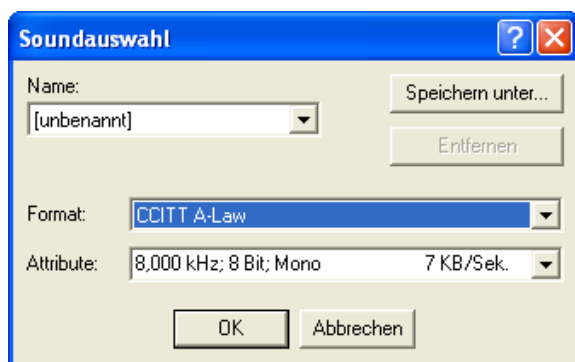 Soundauswahl
Name:
[unbenannt]
Speichern unter...
Entfernen
Format:
CCITT A-Law
Attribute:
8,000 kHz; 8 Bit; Mono 7 KB/Sek.
OK
Abbrechen